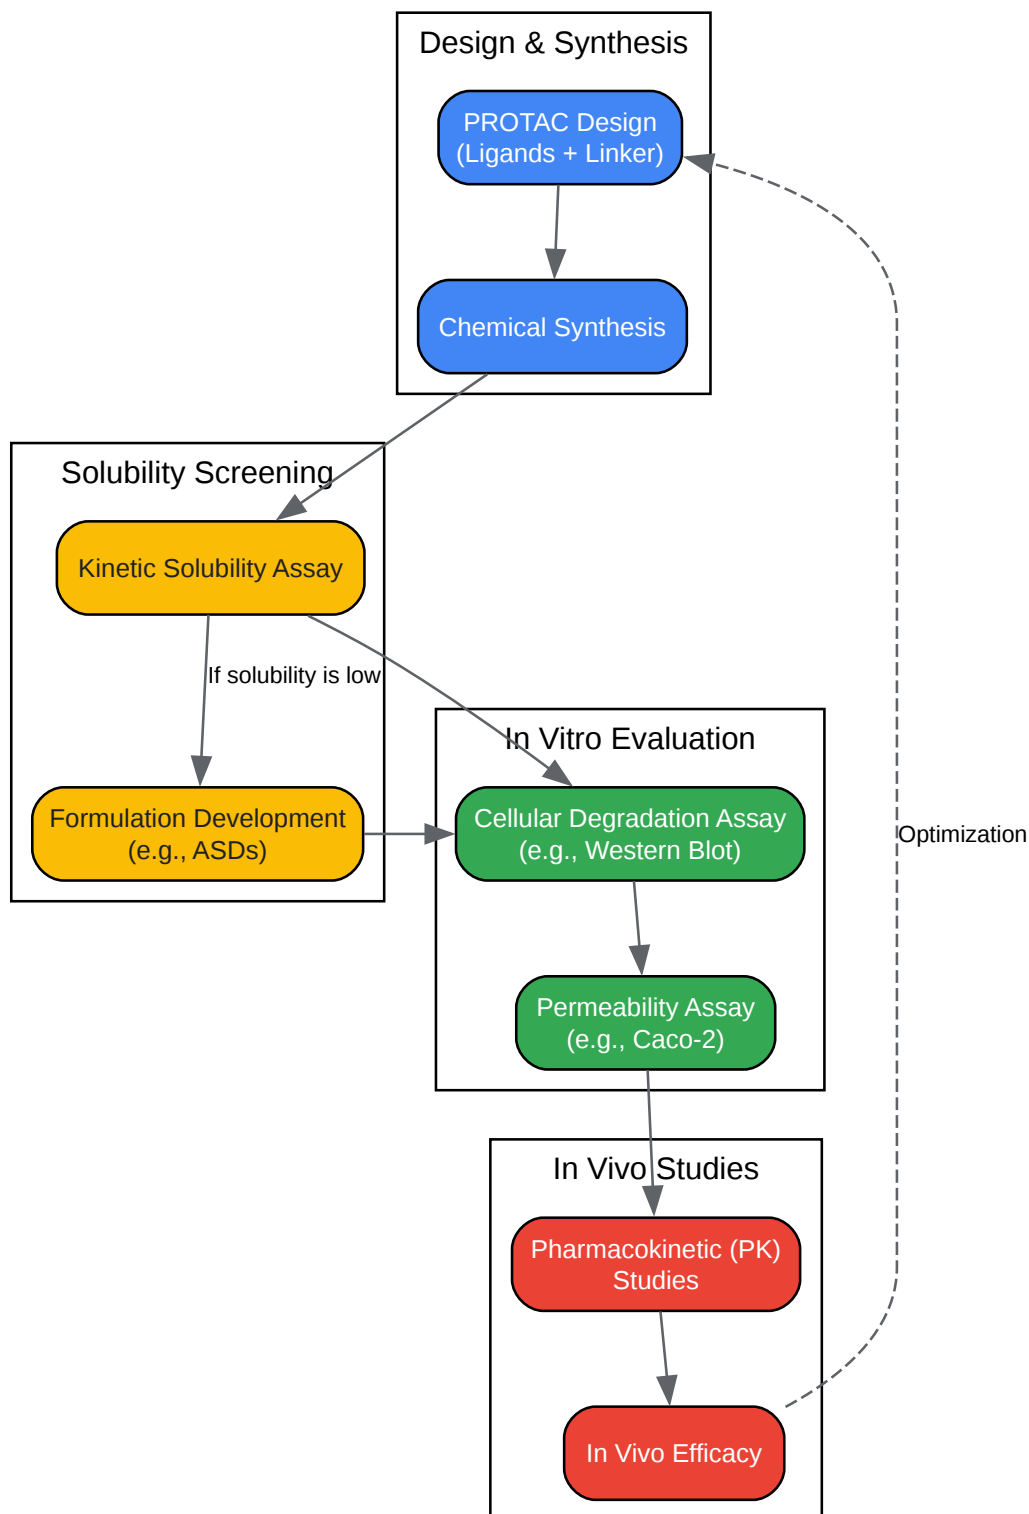 Design & Synthesis
PROTAC Design
(Ligands + Linker)
Chemical Synthesis
Solubility Screening
Kinetic Solubility Assay
If solubility is low
In Vitro Evaluation
Formulation Development
(e.g., ASDs)
Cellular Degradation Assay
(e.g., Western Blot)
Optimization
Permeability Assay
(e.g., Caco-2)
In Vivo Studies
Pharmacokinetic (PK)
Studies
In Vivo Efficacy